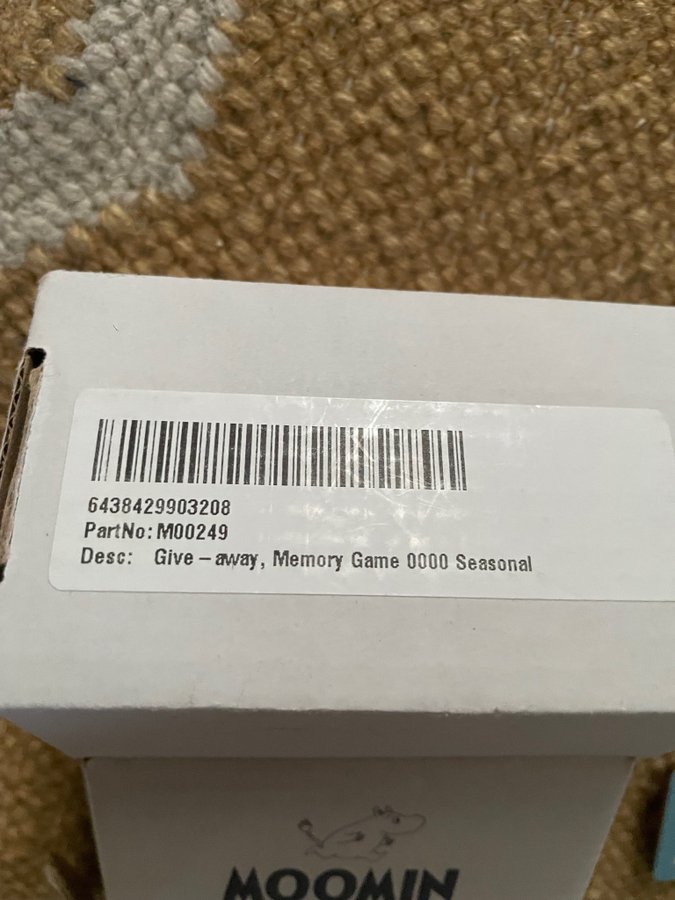 6438429903208
PartNo: M00249
Desc: Give-away, Memory Game 0000 Seasonal
MOOMIN